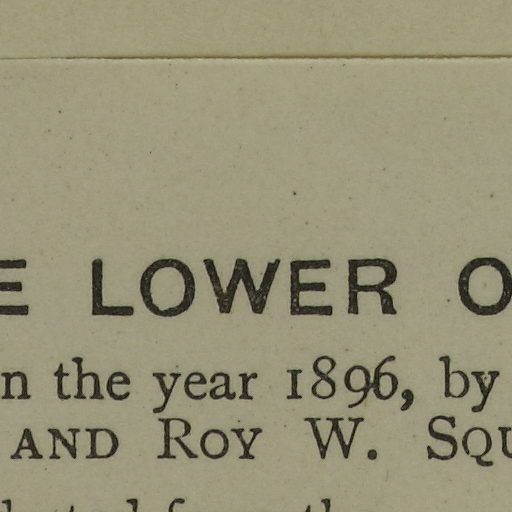 E LOWER O
n the year 1896, by
AND ROY W. SQU